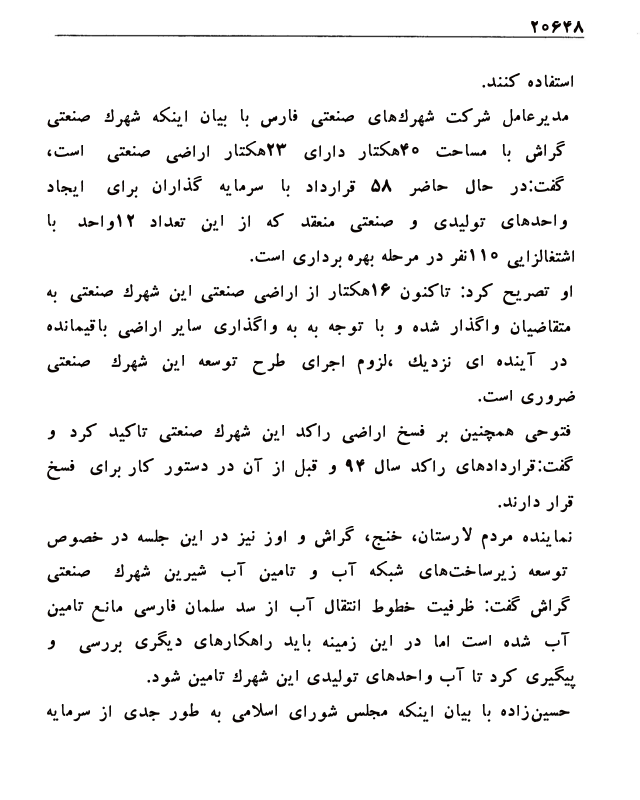 ۲۰۶۴۸
استفاده کنند.
مدیرعامل شرکت شهرك‌های صنعتی فارس با بیان اینکه شهرك صنعتی
گراش با مساحت ۴۰هکتار دارای ۲۳هکتار اراضی صنعتی است،
گفت:در حال حاضر ۵۸ قرارداد با سرمایه گذاران برای ایجاد
واحدهای تولیدی و صنعتی منعقد که از این تعداد ۱۲واحد با
اشتغالزایی ۱۱۰نفر در مرحله بهره برداری است.
او تصریح کرد: تاکنون ۱۶هکتار از اراضی صنعتی این شهرك صنعتی به
متقاضیان واگذار شده و با توجه به به واگذاری سایر اراضی باقیمانده
در آینده ای نزدیك ،لزوم اجرای طرح توسعه این شهرك صنعتی
ضروری است.
فتوحی همچنین بر فسخ اراضی راکد این شهرك صنعتی تاکید کرد و
گفت:قراردادهای راکد سال ۹۴ و قبل از آن در دستور کار برای فسخ
قرار دارند.
نماینده مردم لارستان، خنج، گراش و اوز نیز در این جلسه در خصوص
توسعه زیرساخت‌های شبکه آب و تامین آب شیرین شهرك صنعتی
گراش گفت: ظرفیت خطوط انتقال آب از سد سلمان فارسی مانع تامین
آب شده است اما در این زمینه باید راهکارهای دیگری بررسی و
پیگیری کرد تا آب واحدهای تولیدی این شهرك تامین شود.
حسین‌زاده با بیان اینکه مجلس شورای اسلامی به طور جدی از سرمایه